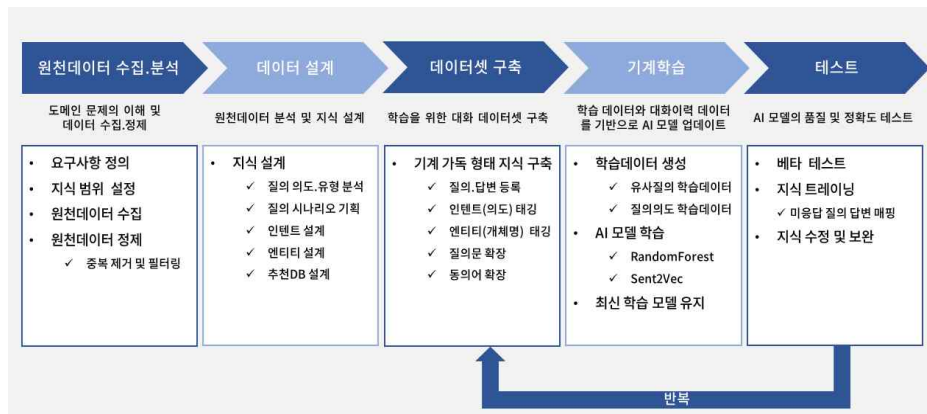 원천데이터 수집.분석
데이터 설계
데이터셋 구축
기계학습
테스트
도메인 문제의 이해 및
데이터 수집.정제
원천데이터 분석 및 지식 설계
학습을 위한 대화 데이터셋 구축
학습 데이터와 대화이력 데이터
를 기반으로 AI 모델 업데이트
AI 모델의 품질 및 정확도 테스트
• 요구사항 정의
• 지식 범위 설정
• 원천데이터 수집
• 원천데이터 정제
✓ 중복 제거 및 필터링
• 지식 설계
✓ 질의 의도.유형 분석
✓ 질의 시나리오 기획
✓ 인텐트 설계
✓ 엔티티 설계
✓ 추천DB 설계
• 기계 가독 형태 지식 구축
✓ 질의.답변 등록
✓ 인텐트(의도) 태깅
✓ 엔티티(개체명) 태깅
✓ 질의문 확장
✓ 동의어 확장
• 학습데이터 생성
✓ 유사질의 학습데이터
✓ 질의의도 학습데이터
• AI 모델 학습
✓ RandomForest
✓ Sent2Vec
• 최신 학습 모델 유지
• 베타 테스트
• 지식 트레이닝
✓ 미응답 질의 답변 매핑
• 지식 수정 및 보완
반복